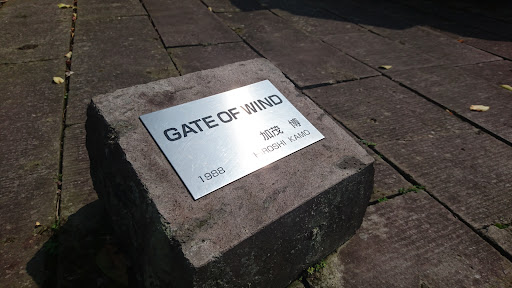 GATE OF WIND
加茂 博
HIROSHI KAMO
1988